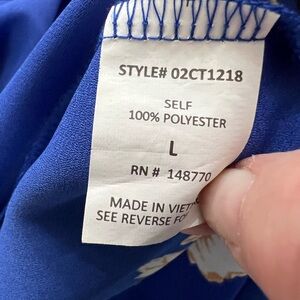 STYLE# 02CT1218
SELF
100% POLYESTER
L
RN # 148770
MADE IN
SEE REVERSE